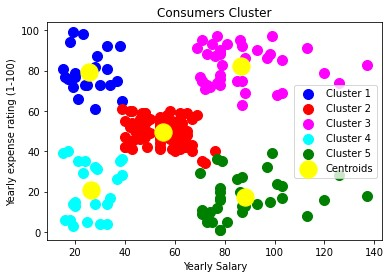 Consumers Cluster
Yearly expense rating (1-100)
100
80
60
40
20
0
Cluster 1
Cluster 2
Cluster 3
Cluster 4
Cluster 5
Centroids
20
40
60
80
100
120
140
Yearly Salary